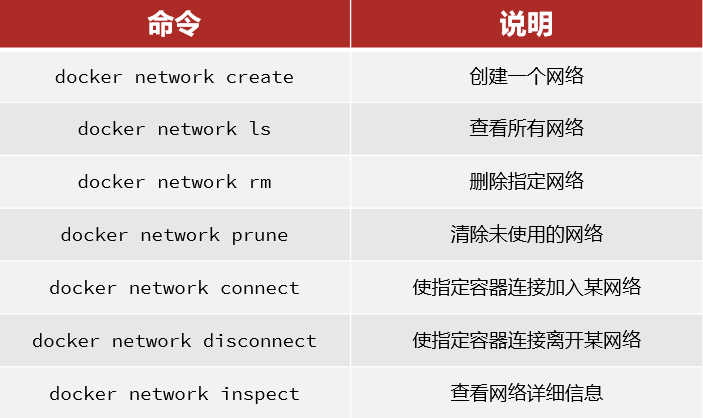 命令 说明
docker network create 创建一个网络
docker network ls 查看所有网络
docker network rm 删除指定网络
docker network prune 清除未使用的网络
docker network connect 使指定容器连接加入某网络
docker network disconnect 使指定容器连接离开某网络
docker network inspect 查看网络详细信息